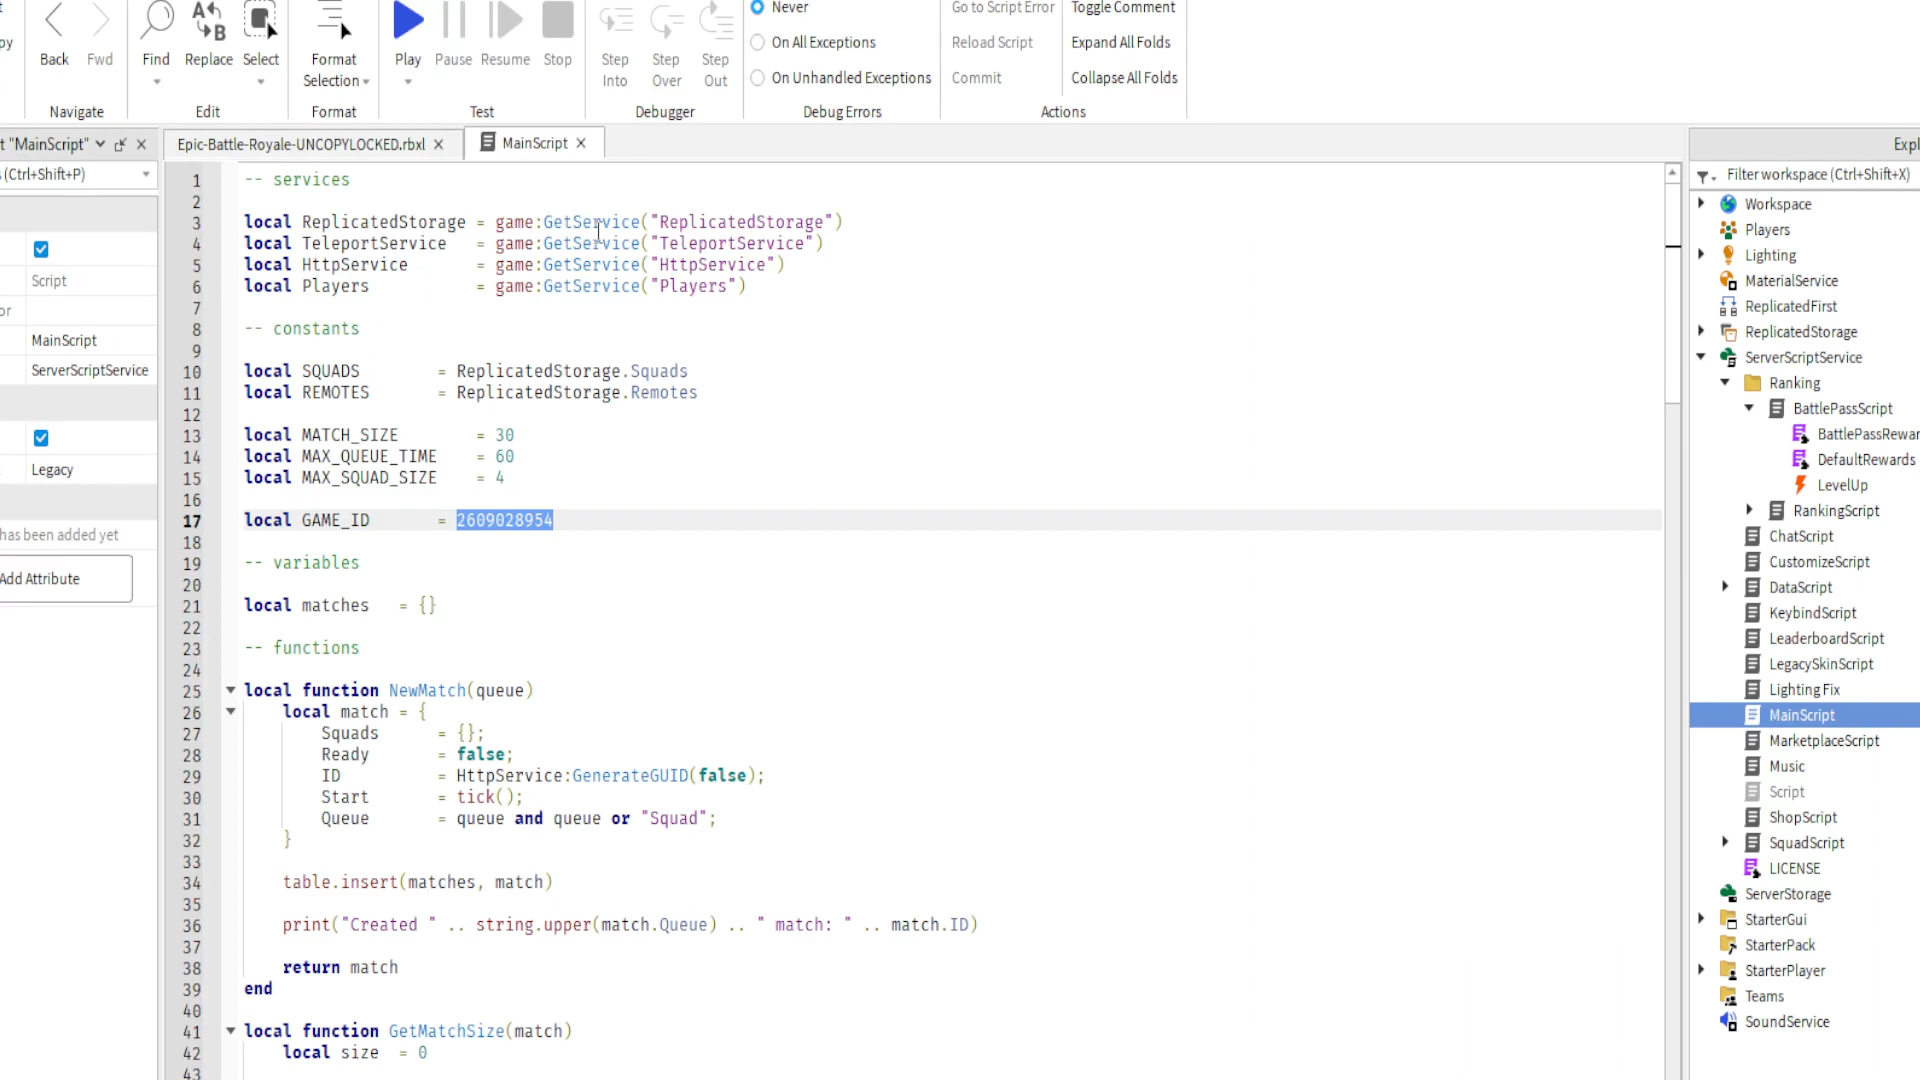 Back
Fwd
Navigate
Find
Replace
Select
Edit
Format
Selection
Format
Play
Pause
Resume
Stop
Test
Step
Into
Step
Over
Step
Out
Debugger
Never
On All Exceptions
On Unhandled Exceptions
Debug Errors
Go to Script Error
Reload Script
Commit
Toggle Comment
Expand All Folds
Collapse All Folds
Actions
t "MainScript"
s (Ctrl+Shift+P)
Script
or
MainScript
ServerScriptService
Legacy
has been added yet
Add Attribute
Epic-Battle-Royale-UNCOPYLOCKED.rbxl
MainScript
1 -- services
2
3 local ReplicatedStorage = game:GetService("ReplicatedStorage")
4 local TeleportService = game:GetService("TeleportService")
5 local HttpService = game:GetService("HttpService")
6 local Players = game:GetService("Players")
7
8 -- constants
9
10 local SQUADS = ReplicatedStorage.Squads
11 local REMOTES = ReplicatedStorage.Remotes
12
13 local MATCH_SIZE = 30
14 local MAX_QUEUE_TIME = 60
15 local MAX_SQUAD_SIZE = 4
16
17 local GAME_ID = 2609028954
18
19 -- variables
20
21 local matches = {}
22
23 -- functions
24
25 local function NewMatch(queue)
26 local match = {
27 Squads = {};
28 Ready = false;
29 ID = HttpService:GenerateGUID(false);
30 Start = tick();
31 Queue = queue and queue or "Squad";
32 }
33
34 table.insert(matches, match)
35
36 print("Created " .. string.upper(match.Queue) .. " match: " .. match.ID)
37
38 return match
39 end
40
41 local function GetMatchSize(match)
42 local size = 0
43
Expl
Filter workspace (Ctrl+Shift+X)
Workspace
Players
Lighting
MaterialService
ReplicatedFirst
ReplicatedStorage
ServerScriptService
Ranking
BattlePassScript
BattlePassRewar
DefaultRewards
LevelUp
RankingScript
ChatScript
CustomizeScript
DataScript
KeybindScript
LeaderboardScript
LegacySkinScript
Lighting Fix
MainScript
MarketplaceScript
Music
Script
ShopScript
SquadScript
LICENSE
ServerStorage
StarterGui
StarterPack
StarterPlayer
Teams
SoundService